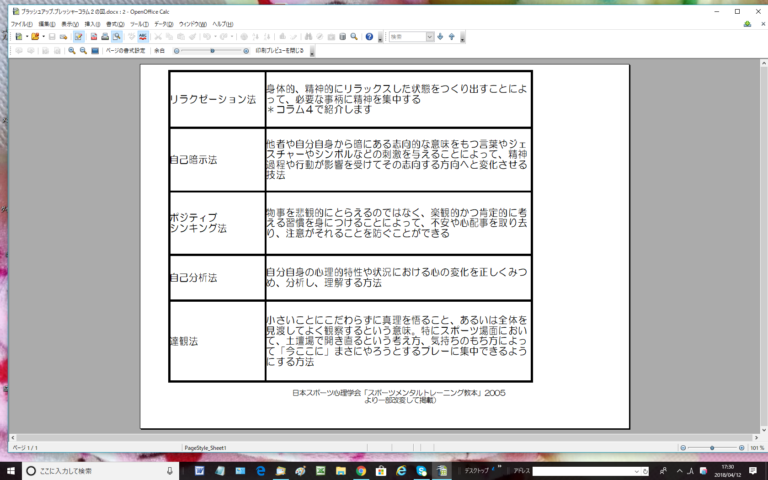 ブラッシュアップ.プレッシャーコラム2の図.docx : 2 - OpenOffice Calc
ファイル(F) 編集(E) 表示(V) 挿入(I) 書式(O) ツール(T) データ(D) ウィンドウ(W) ヘルプ(H)
検索
ページの書式設定 余白 印刷プレビューを閉じる
リラクゼーション法
身体的、精神的にリラックスした状態をつくり出すことによ
って、必要な事柄に精神を集中する
＊コラム４で紹介します
自己暗示法
他者や自分自身から暗にある志向的な意味をもつ言葉やジェ
スチャーやシンボルなどの刺激を与えることによって、精神
過程や行動が影響を受けてその志向する方向へと変化させる
技法
ポジティブ
シンキング法
物事を悲観的にとらえるのではなく、楽観的かつ肯定的に考
える習慣を身につけることによって、不安や心配事を取り去
り、注意がそれることを防ぐことができる
自己分析法
自分自身の心理的特性や状況における心の変化を正しくみつ
め、分析し、理解する方法
達観法
小さいことにこだわらずに真理を悟ること、あるいは全体を
見渡してよく観察するという意味。特にスポーツ場面におい
て、土壇場で開き直るという考え方、気持ちのもち方によっ
て「今ここに」まさにやろうとするプレーに集中できるよう
にする方法
日本スポーツ心理学会「スポーツメンタルトレーニング教本」2005
より一部改変して掲載)
ページ 1 / 1 PageStyle_Sheet1 101 %
ここに入力して検索 デスクトップ アドレス 17:30
2018/04/12